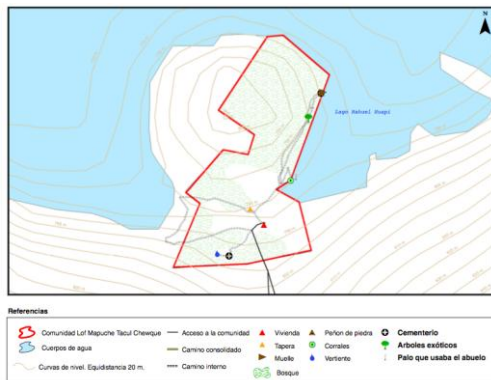 N
Lago Nahuel Huapi
Referencias
Comunidad Lof Mapuche Tacul Chewque
Cuerpos de agua
Curvas de nivel. Equidistancia 20 m.
Acceso a la comunidad
Camino consolidado
Camino interno
Vivienda
Tapera
Muelle
Bosque
Peñon de piedra
Corrales
Vertiente
Cementerio
Arboles exóticos
Palo que usaba el abuelo